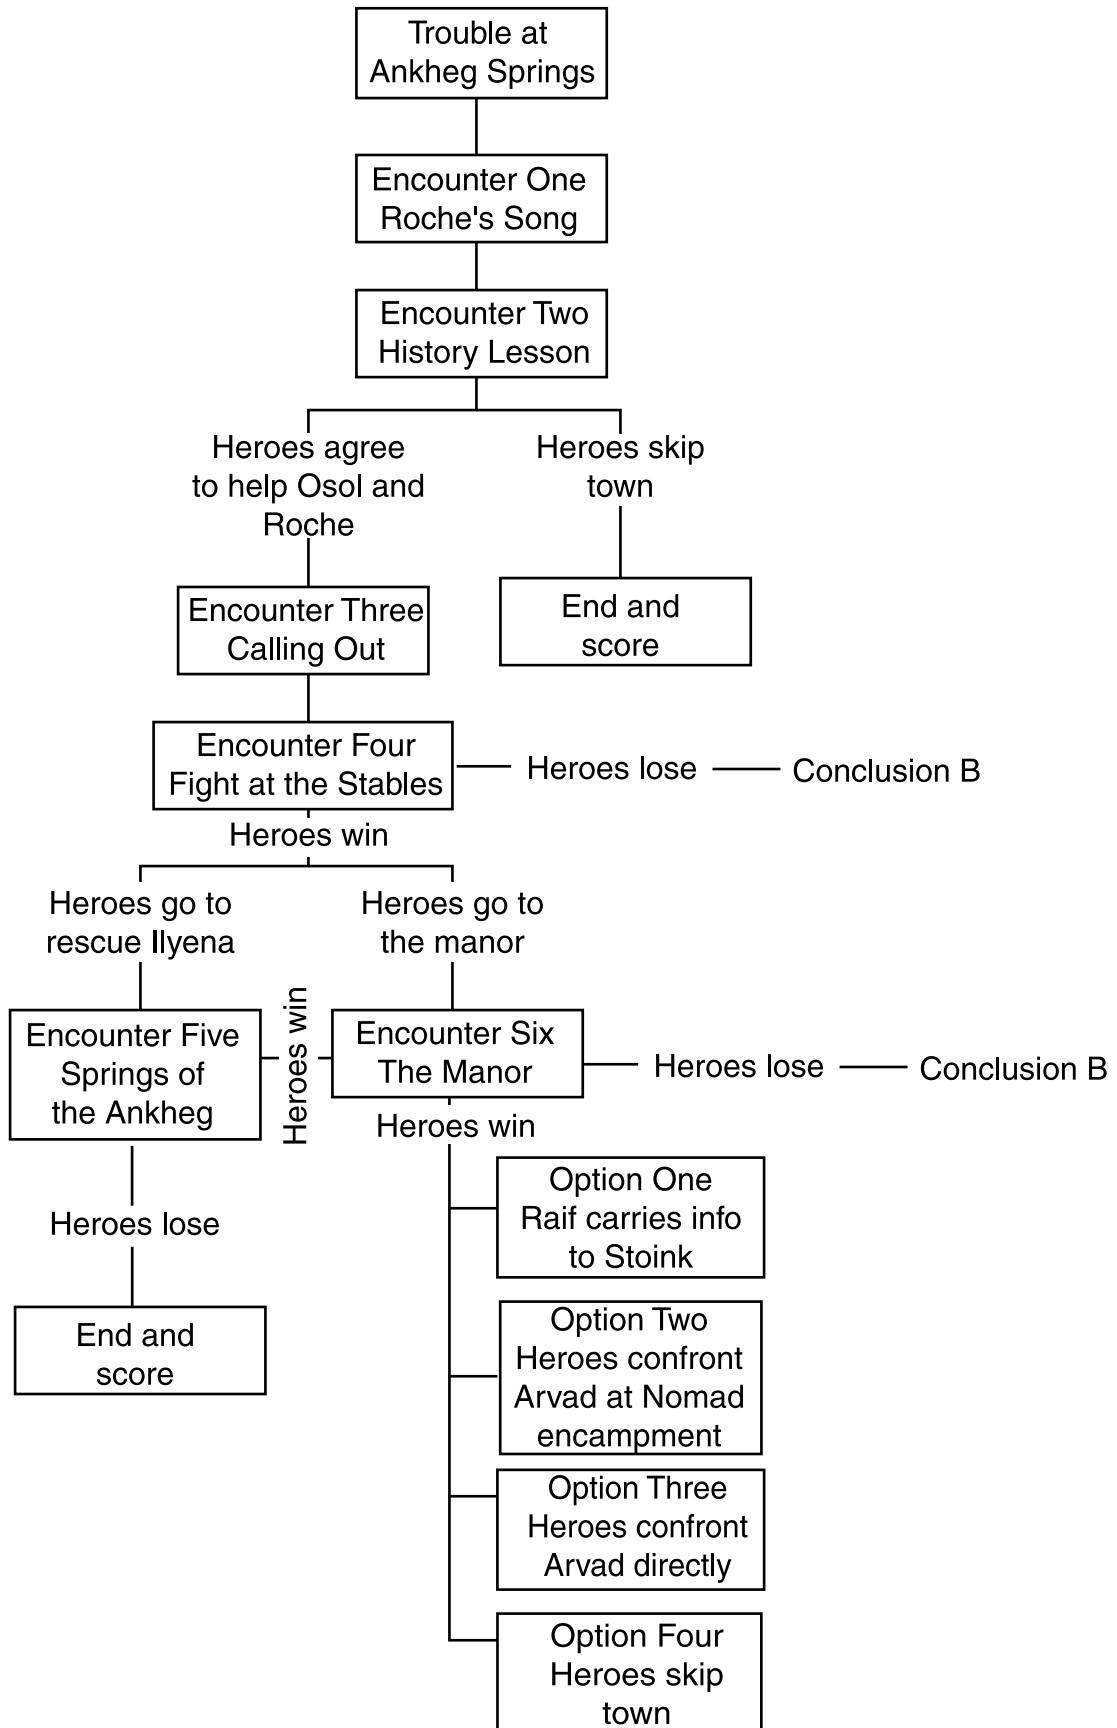 Trouble at
Ankheg Springs
Encounter One
Roche's Song
Encounter Two
History Lesson
Heroes agree
to help Osol and
Roche
Heroes skip
town
Encounter Three
Calling Out
End and
score
Encounter Four
Fight at the Stables
Heroes lose
Conclusion B
Heroes win
Heroes go to
rescue Ilyena
Heroes go to
the manor
Encounter Five
Springs of
the Ankheg
Heroes win
Encounter Six
The Manor
Heroes lose
Conclusion B
Heroes win
Heroes lose
End and
score
Option One
Raif carries info
to Stoink
Option Two
Heroes confront
Arvad at Nomad
encampment
Option Three
Heroes confront
Arvad directly
Option Four
Heroes skip
town